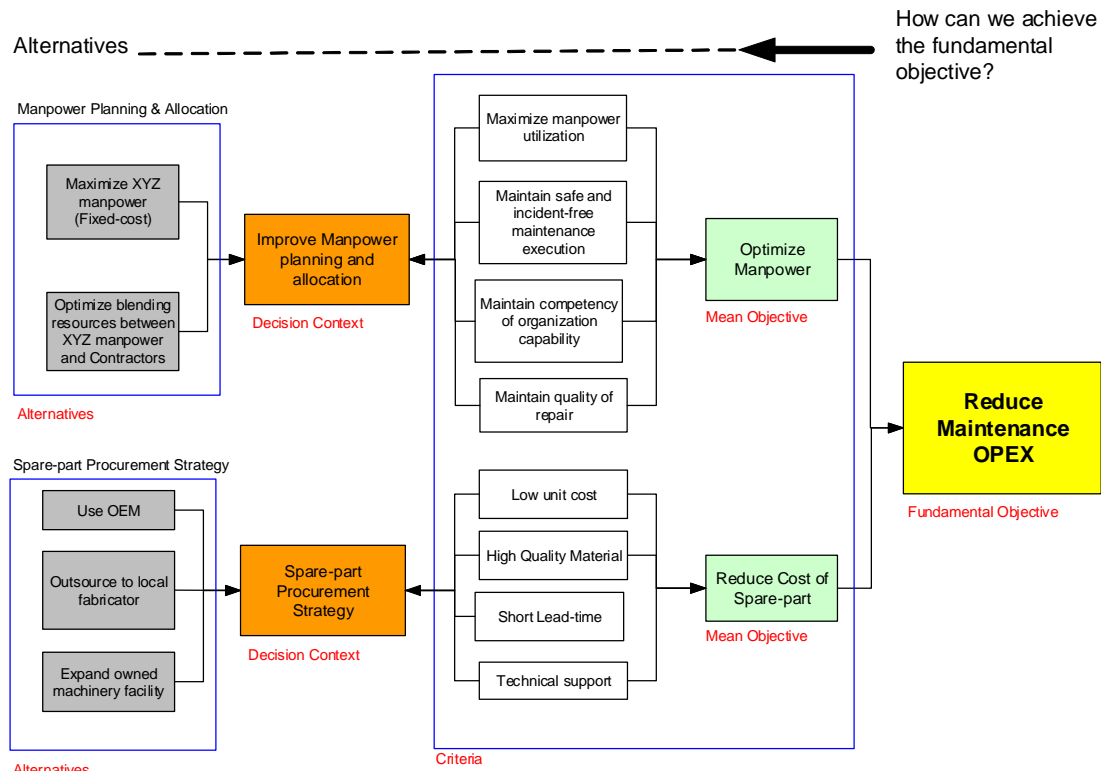 Alternatives
How can we achieve
the fundamental
objective?
Manpower Planning & Allocation
Maximize XYZ
manpower
(Fixed-cost)
Optimize blending
resources between
XYZ manpower
and Contractors
Alternatives
Improve Manpower
planning and
allocation
Decision Context
Maximize manpower
utilization
Maintain safe and
incident-free
maintenance
execution
Maintain competency
of organization
capability
Maintain quality of
repair
Optimize
Manpower
Mean Objective
Reduce
Maintenance
OPEX
Fundamental Objective
Spare-part Procurement Strategy
Use OEM
Outsource to local
fabricator
Expand owned
machinery facility
Alternatives
Spare-part
Procurement
Strategy
Decision Context
Low unit cost
High Quality Material
Short Lead-time
Technical support
Reduce Cost of
Spare-part
Mean Objective
Criteria